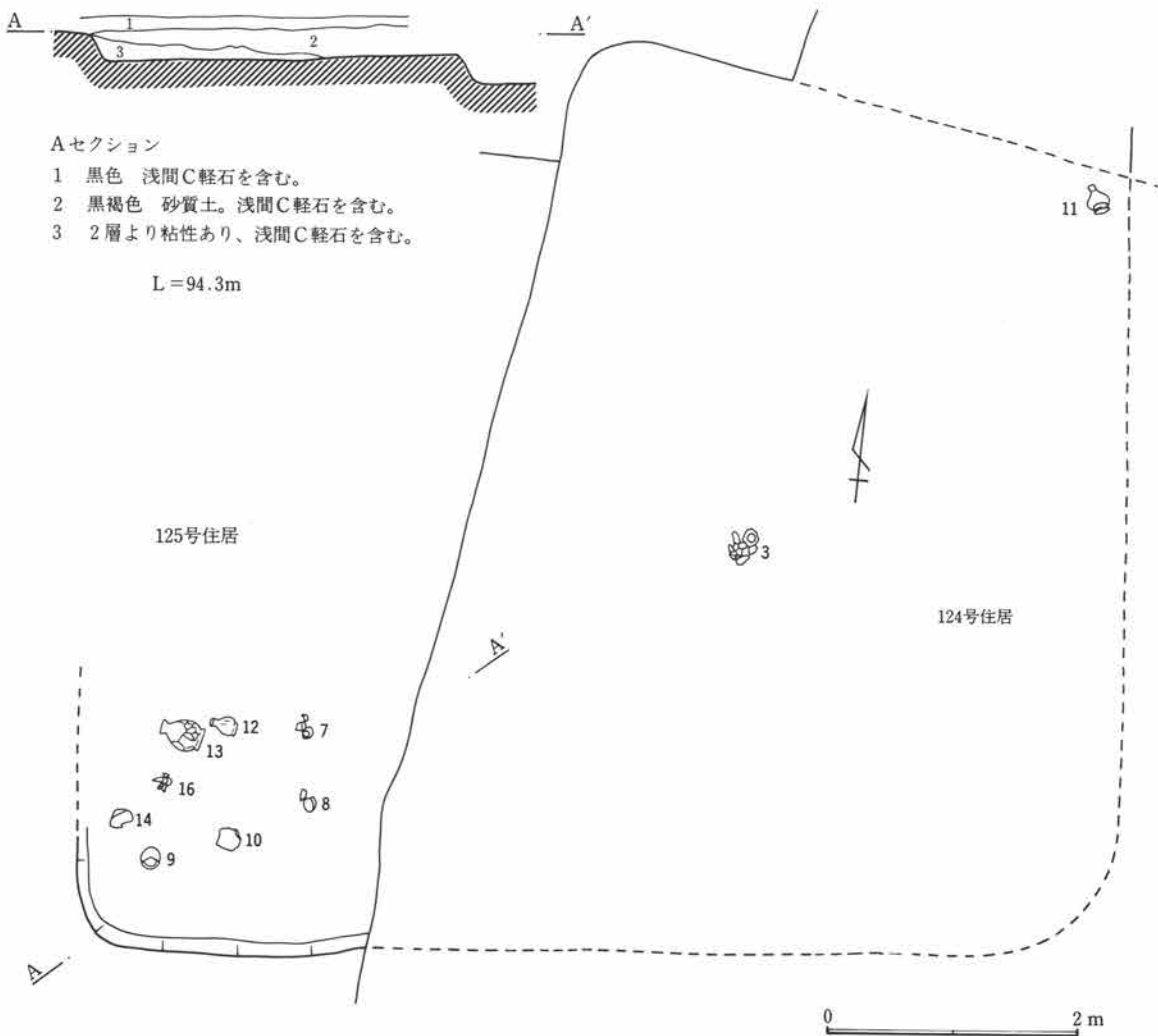 A
1
A′
2
3
Aセクション
1 黒色 浅間C軽石を含む。
2 黒褐色 砂質土。浅間C軽石を含む。
3 2層より粘性あり、浅間C軽石を含む。
L=94.3m
11
125号住居
3
124号住居
A′
12
7
13
16
8
14
10
9
A
0 2 m